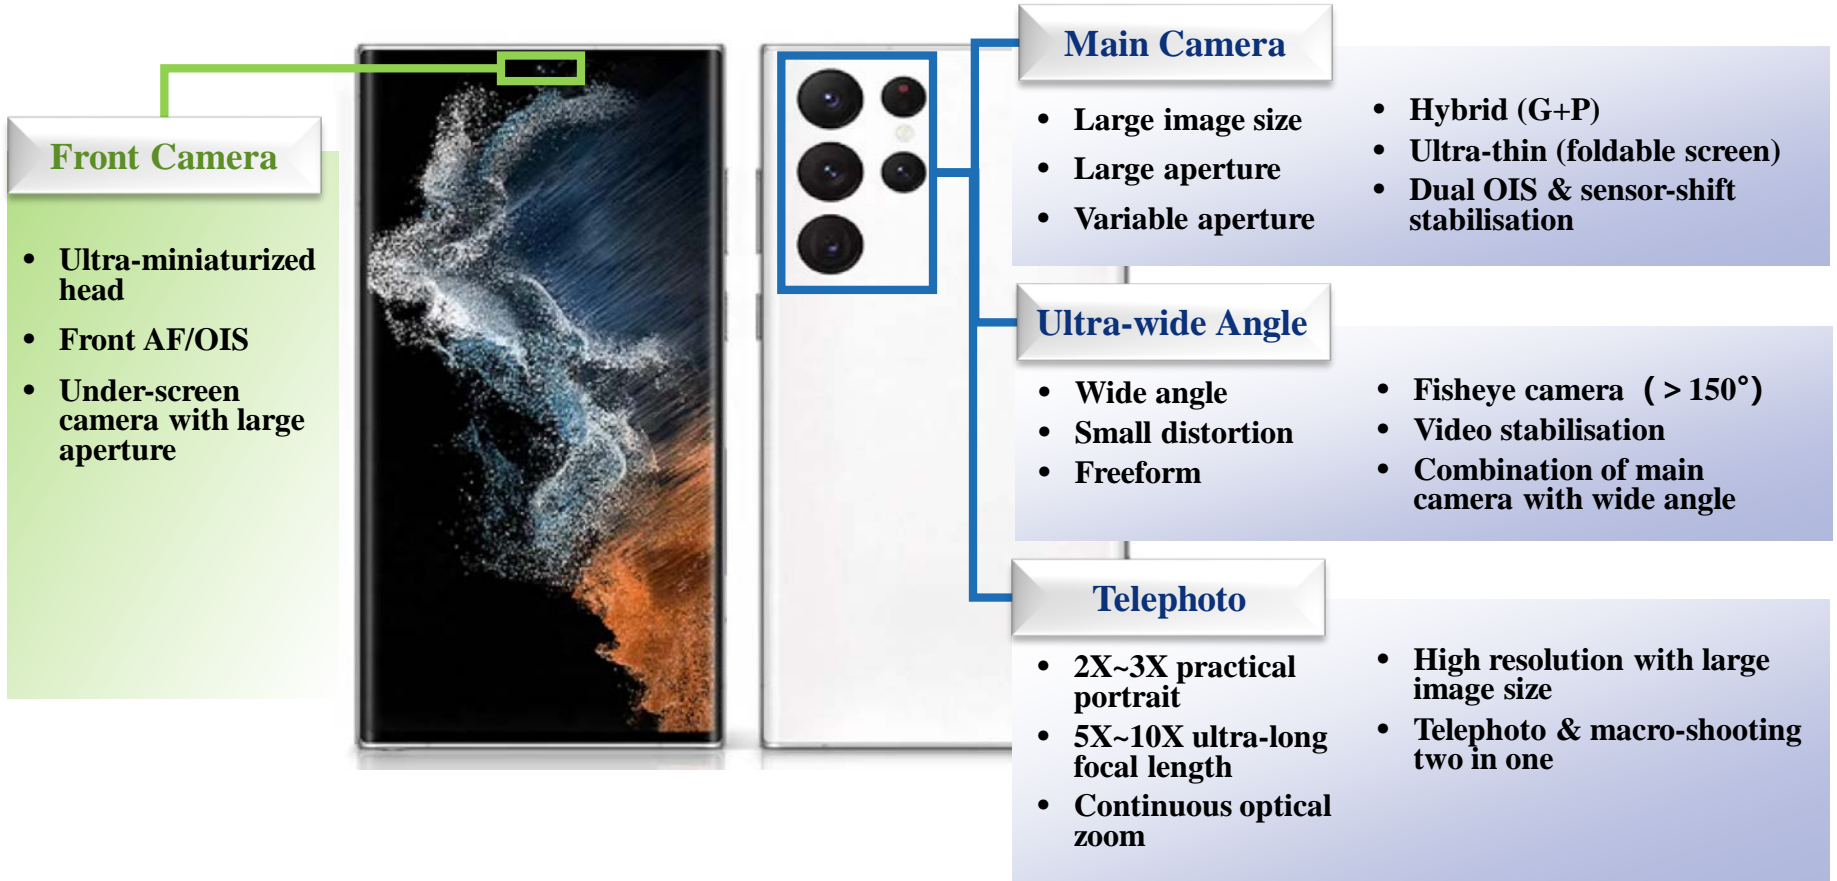 Front Camera
• Ultra-miniaturized
head
• Front AF/OIS
• Under-screen
camera with large
aperture
Main Camera
• Large image size
• Large aperture
• Variable aperture
• Hybrid (G+P)
• Ultra-thin (foldable screen)
• Dual OIS & sensor-shift
stabilisation
Ultra-wide Angle
• Wide angle
• Small distortion
• Freeform
• Fisheye camera （＞150°）
• Video stabilisation
• Combination of main
camera with wide angle
Telephoto
• 2X~3X practical
portrait
• 5X~10X ultra-long
focal length
• Continuous optical
zoom
• High resolution with large
image size
• Telephoto & macro-shooting
two in one